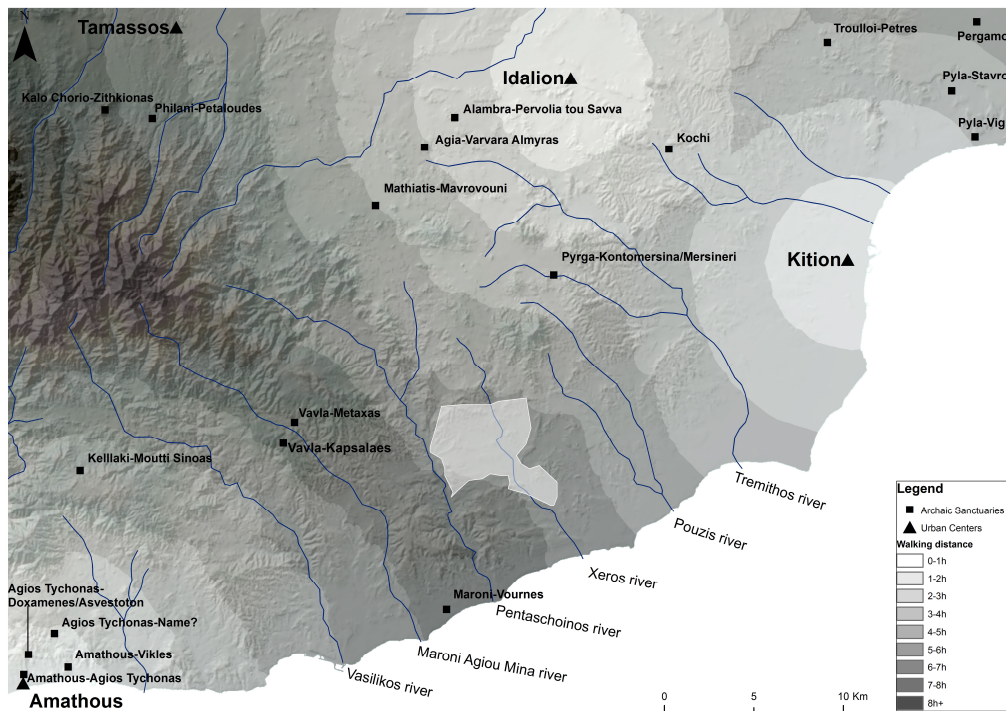 N
Tamassos
Troulloi-Petres
Pergamo
Idalion
Pyla-Stavro
Kalo Chorio-Zithkionas
Philani-Petaloudes
Alambra-Pervolia tou Savva
Pyla-Vig
Agia-Varvara Almyras
Kochi
Mathiatis-Mavrovouni
Pyrga-Kontomersina/Mersineri
Kition
Vavla-Metaxas
Vavla-Kapsalaes
Kelllaki-Moutti Sinoas
Tremithos river
Pouzis river
Xeros river
Maroni-Vournes
Pentaschoinos river
Maroni Agiou Mina river
Vasilikos river
Agios Tychonas-
Doxamenes/Asvestoton
Agios Tychonas-Name?
Amathous-Vikles
Amathous-Agios Tychonas
Amathous
0 5 10 Km
Legend
Archaic Sanctuaries
Urban Centers
Walking distance
0-1h
1-2h
2-3h
3-4h
4-5h
5-6h
6-7h
7-8h
8h+